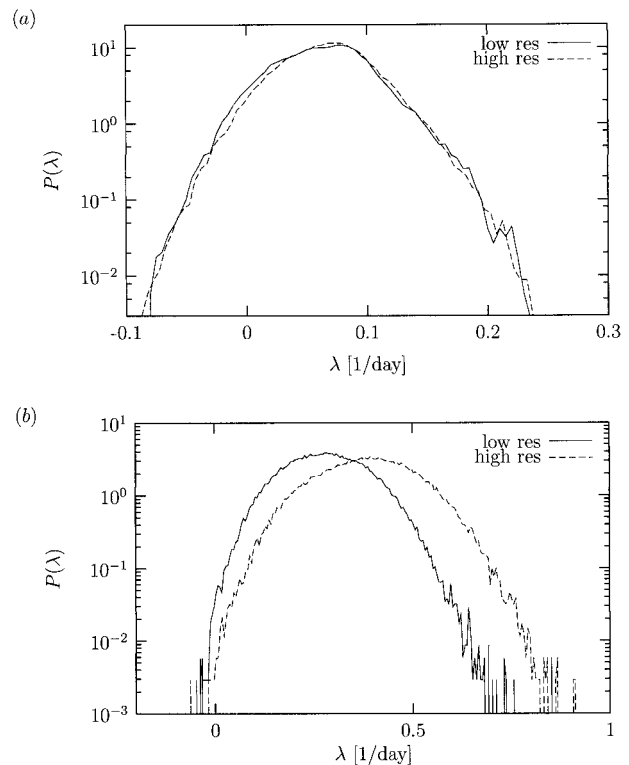 (a)
low res
high res
10^1
10^0
10^-1
10^-2
P(λ)
-0.1 0 0.1 0.2 0.3
λ [1/day]
(b)
low res
high res
10^1
10^0
10^-1
10^-2
10^-3
P(λ)
0 0.5 1
λ [1/day]